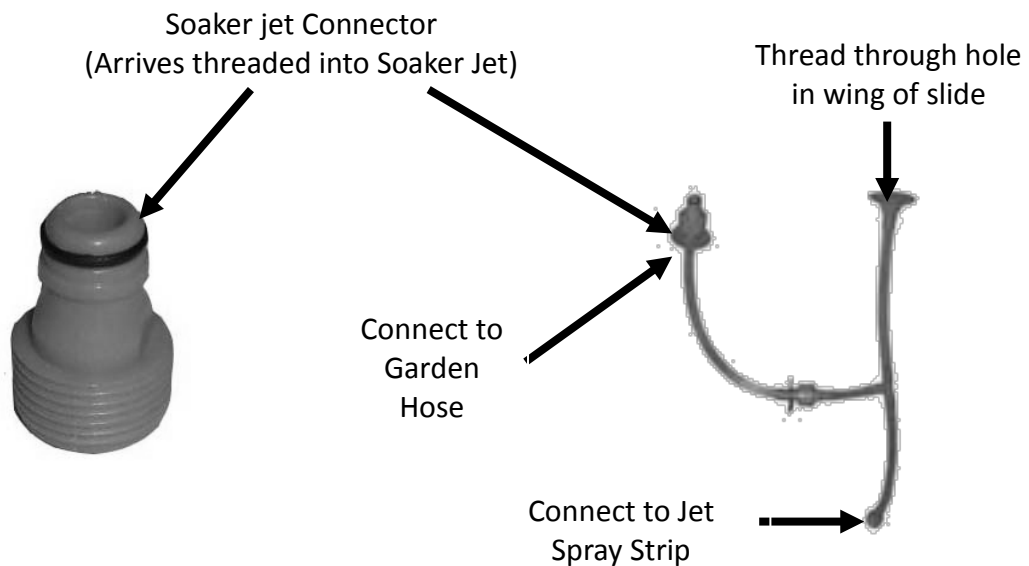 Soaker jet Connector
(Arrives threaded into Soaker Jet)
Thread through hole
in wing of slide
Connect to
Garden
Hose
Connect to Jet
Spray Strip